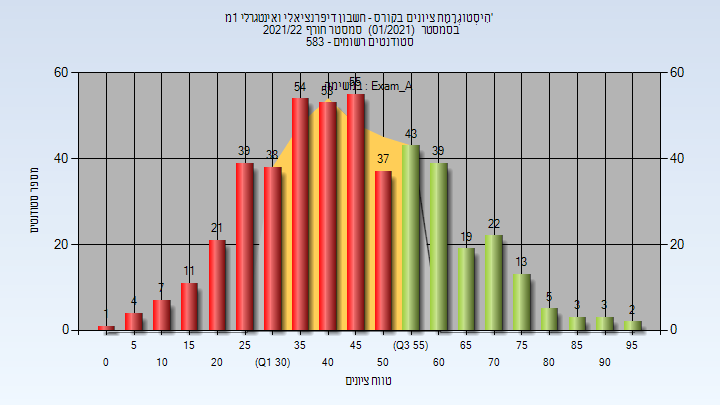 היסטוגרמת ציונים בקורס - חשבון דיפרנציאלי ואינטגרלי 1מ'
בסמסטר (01/2021) סמסטר חורף 2021/22
סטודנטים רשומים - 583
במשימה : Exam_A
מספר סטודנטים
60 40 20 0
60 40 20 0
1 4 7 11 21 39 38 54 53 55 37 43 39 19 22 13 5 3 3 2
5 15 25 35 45 (Q3 55) 65 75 85 95
0 10 20 (Q1 30) 40 50 60 70 80 90
טווח ציונים